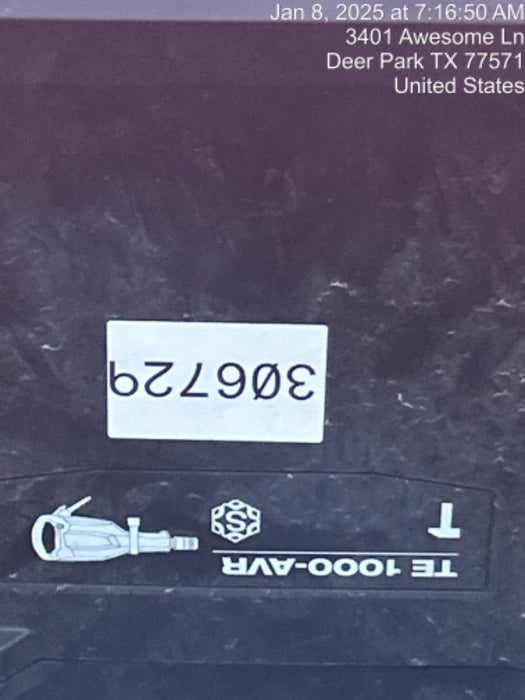 Jan 8, 2025 at 7:16:50 AM
3401 Awesome Ln
Deer Park TX 77571
United States
TE 1000-AVR
T S
306729